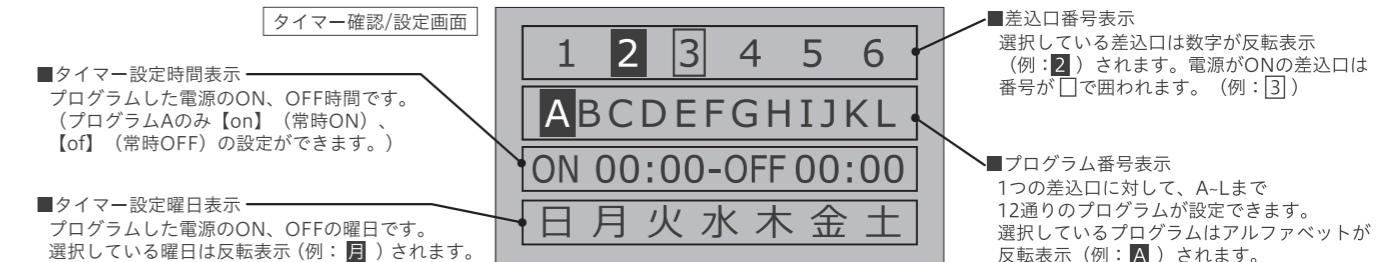 タイマー確認/設定画面
■タイマー設定時間表示
プログラムした電源のON、OFF時間です。
（プログラムAのみ【on】（常時ON）、
【of】（常時OFF）の設定ができます。）
■タイマー設定曜日表示
プログラムした電源のON、OFFの曜日です。
選択している曜日は反転表示（例：月）されます。
1 2 3 4 5 6
ABCDEFGHIJKL
ON 00:00-OFF 00:00
日 月 火 水 木 金 土
■差込口番号表示
選択している差込口は数字が反転表示
（例：2）されます。電源がONの差込口は
番号が□で囲われます。（例：3）
■プログラム番号表示
1つの差込口に対して、A~Lまで
12通りのプログラムが設定できます。
選択しているプログラムはアルファベットが
反転表示（例：A）されます。